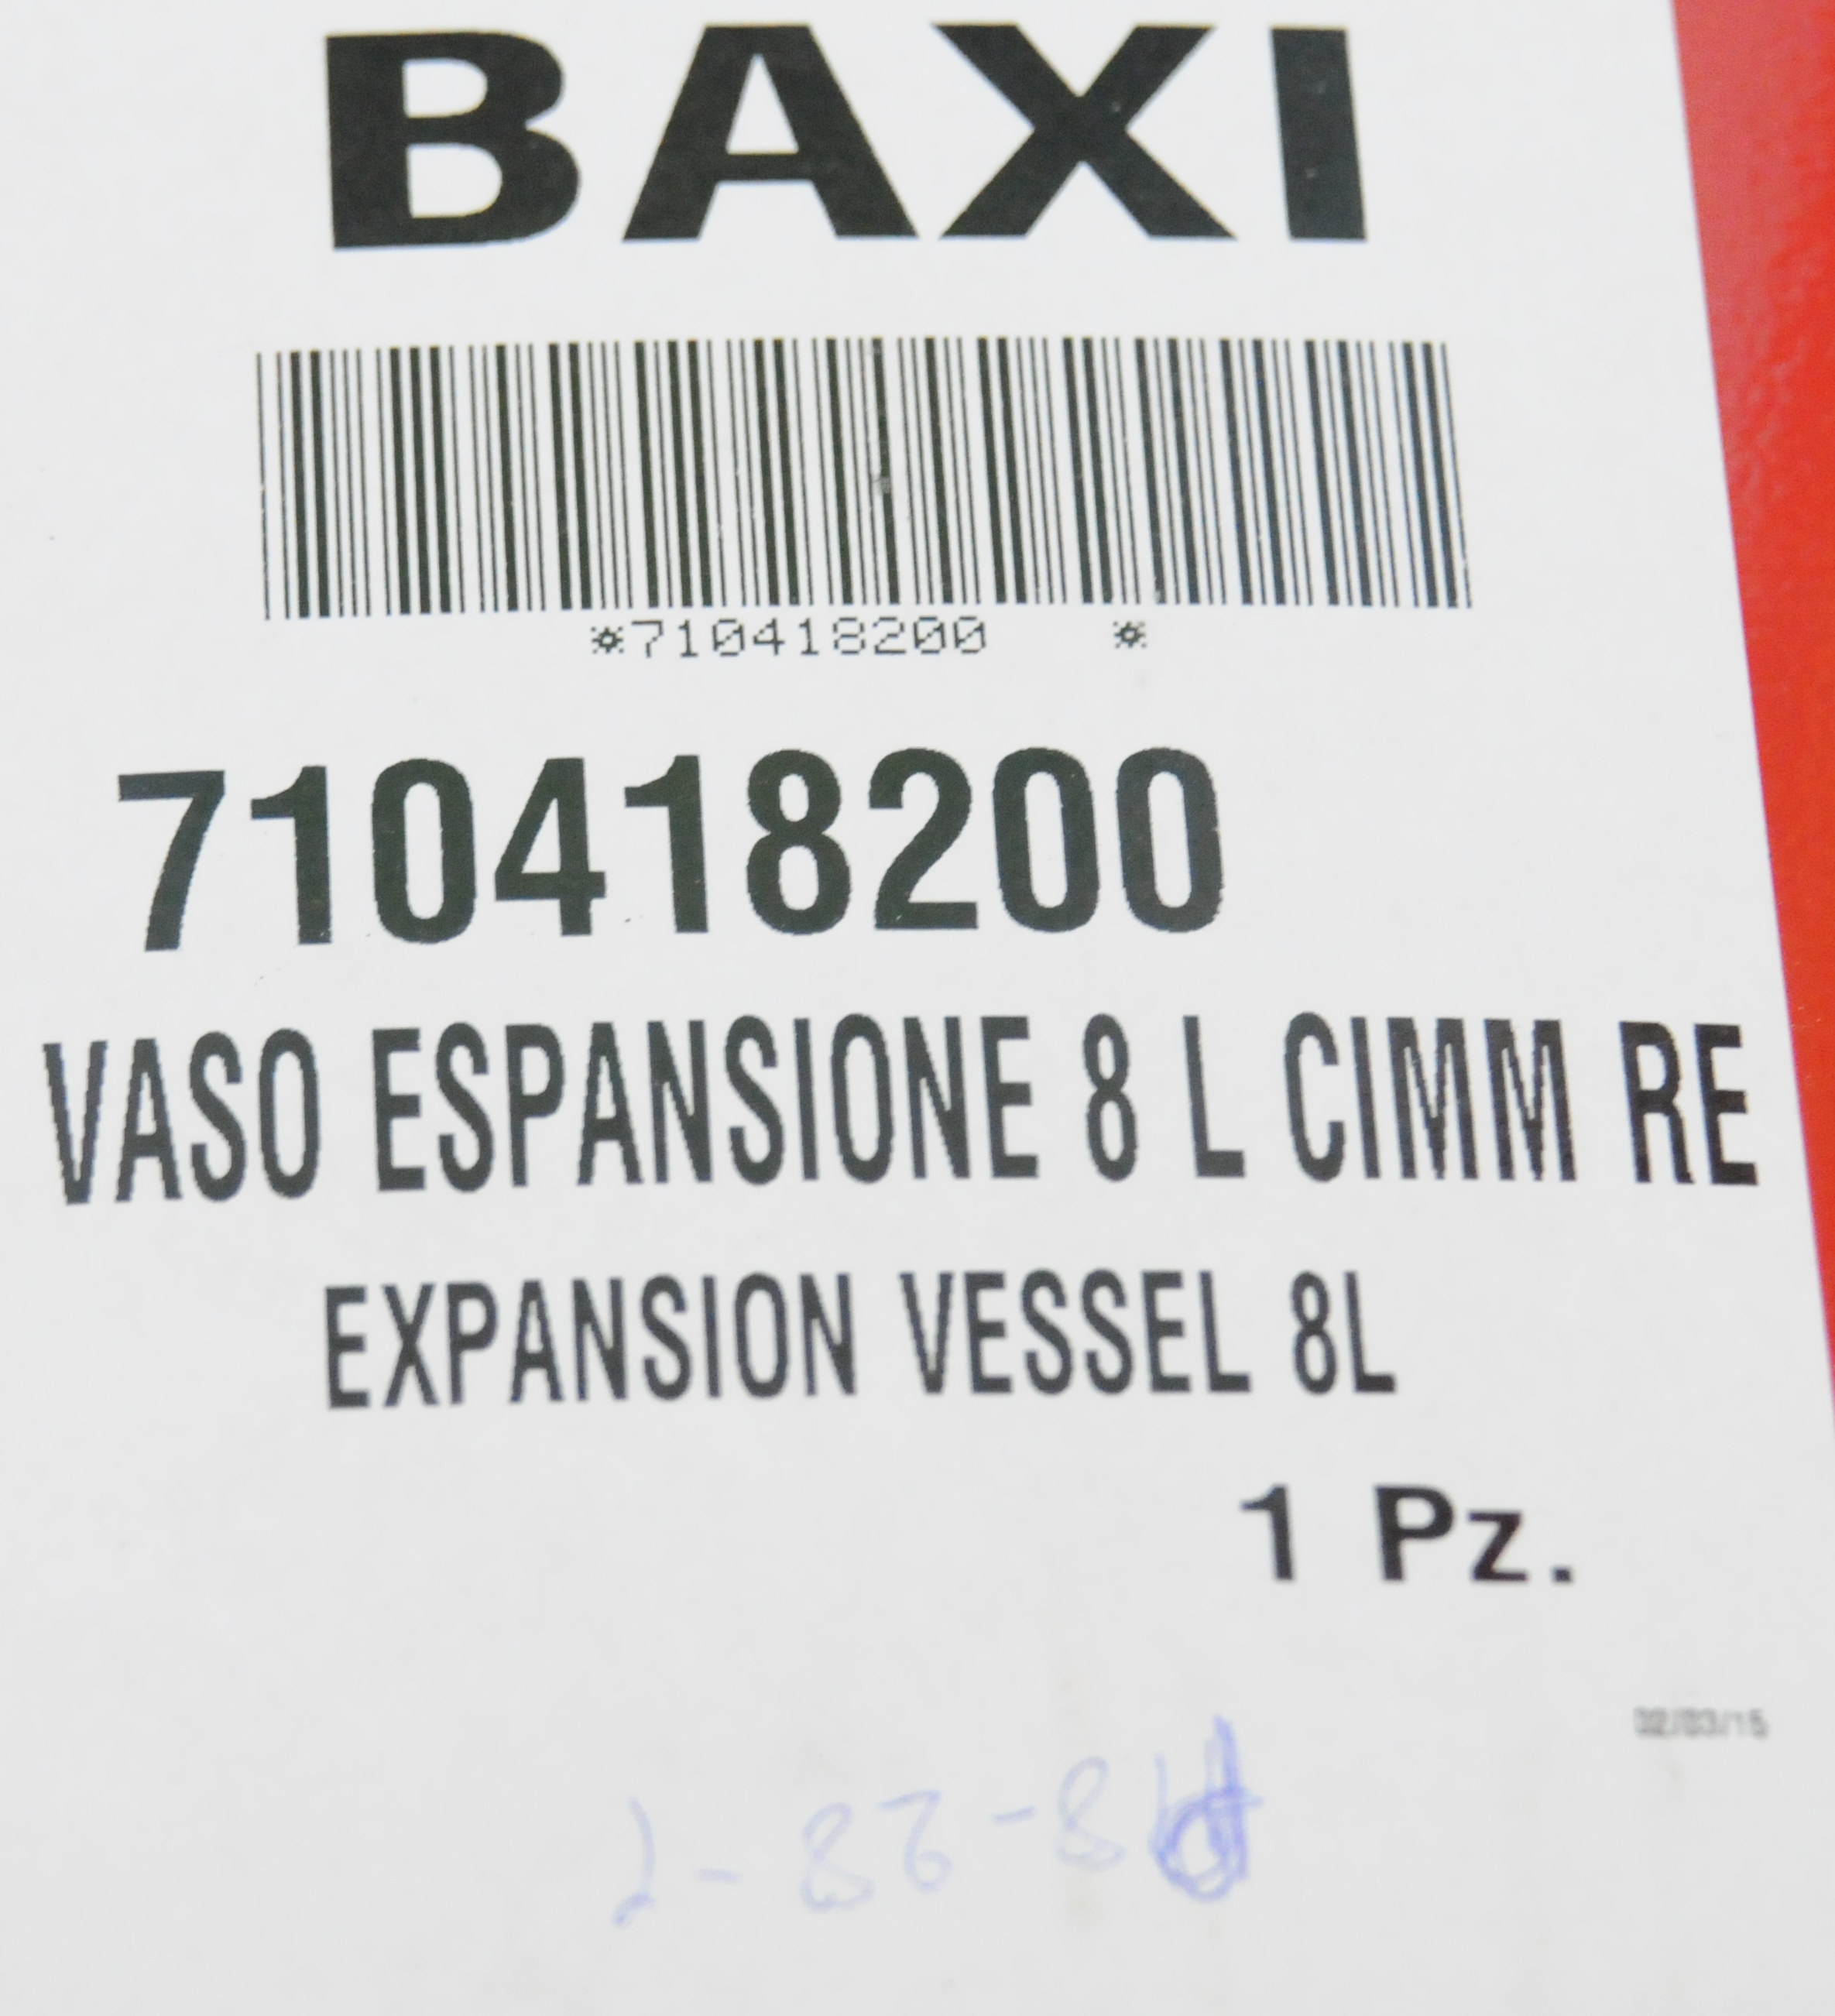 BAXI
*710418200 *
710418200
VASO ESPANSIONE 8 L CIMM RE
EXPANSION VESSEL 8L
1 Pz.
02/03/15